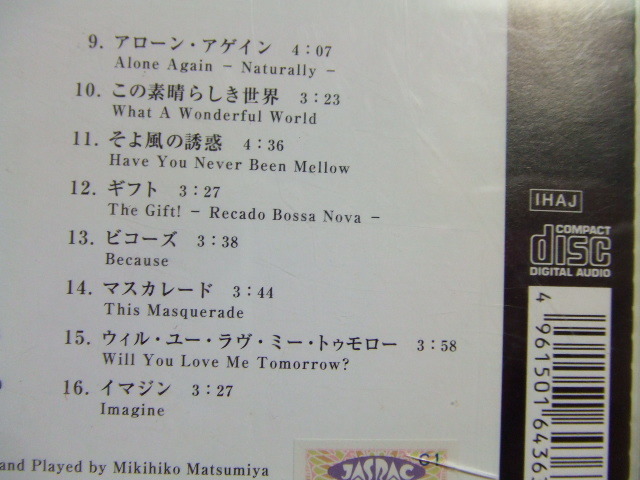 9. アローン・アゲイン 4:07
Alone Again − Naturally −
10. この素晴らしき世界 3:23
What A Wonderful World
11. そよ風の誘惑 4:36
Have You Never Been Mellow
12. ギフト 3:27
The Gift! − Recado Bossa Nova −
13. ビコーズ 3:38
Because
14. マスカレード 3:44
This Masquerade
15. ウィル・ユー・ラヴ・ミー・トゥモロー 3:58
Will You Love Me Tomorrow?
16. イマジン 3:27
Imagine
and Played by Mikihiko Matsumiya
JASRAC
IHAJ
COMPACT
disc
DIGITAL AUDIO
4 961501 64363